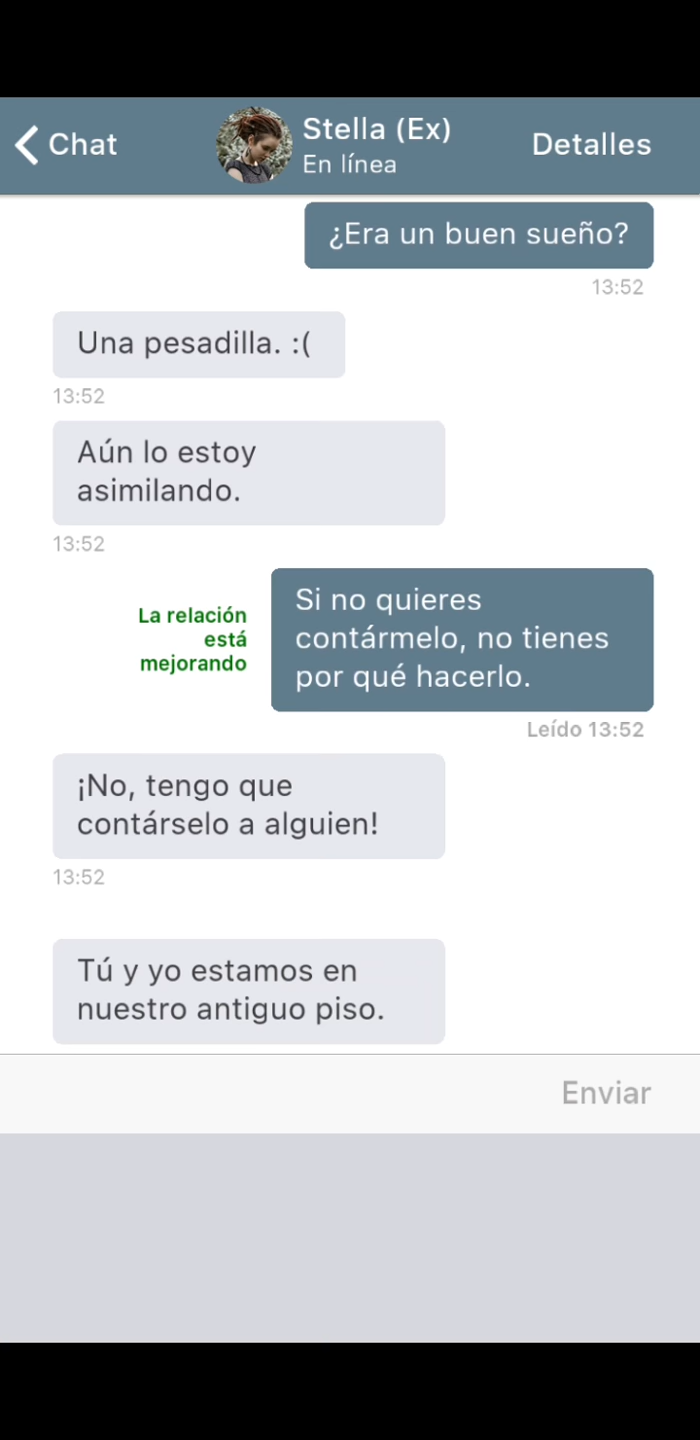 Chat
Stella (Ex)
En línea
Detalles
¿Era un buen sueño?
13:52
Una pesadilla. :(
13:52
Aún lo estoy
asimilando.
13:52
La relación
está
mejorando
Si no quieres
contármelo, no tienes
por qué hacerlo.
Leído 13:52
¡No, tengo que
contárselo a alguien!
13:52
Tú y yo estamos en
nuestro antiguo piso.
Enviar